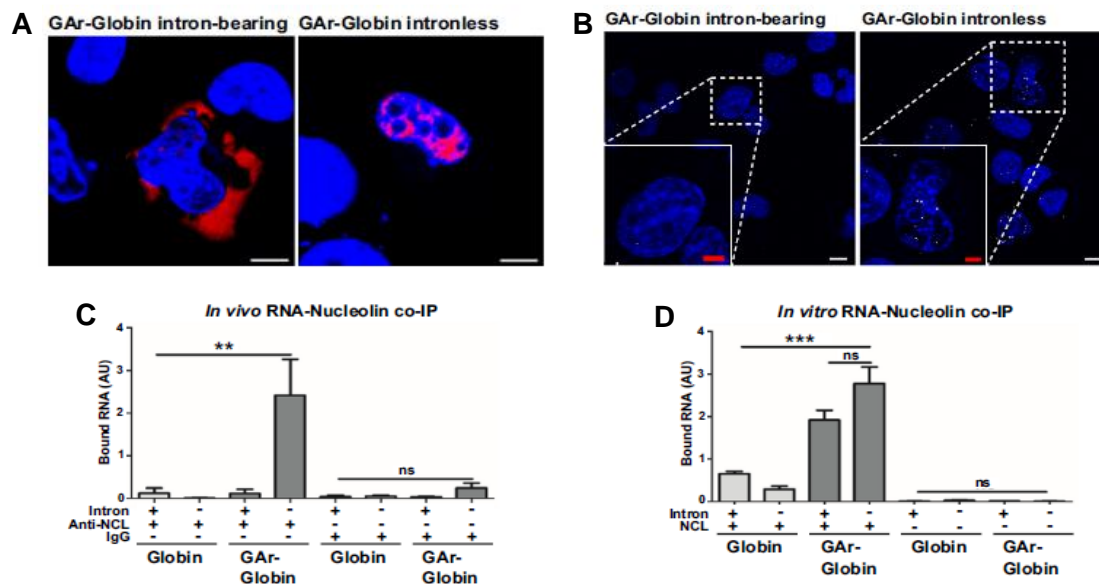 A
GAr-Globin intron-bearing
GAr-Globin intronless
B
GAr-Globin intron-bearing
GAr-Globin intronless
C
In vivo RNA-Nucleolin co-IP
Bound RNA (AU)
4
3
2
1
0
**
ns
Intron + - + - + - + -
Anti-NCL + + + + - - - -
IgG - - - - + + + +
Globin
GAr-
Globin
Globin
GAr-
Globin
D
In vitro RNA-Nucleolin co-IP
Bound RNA (AU)
4
3
2
1
0
***
ns
ns
Intron + - + - + - + -
NCL + + + + - - - -
Globin
GAr-
Globin
Globin
GAr-
Globin